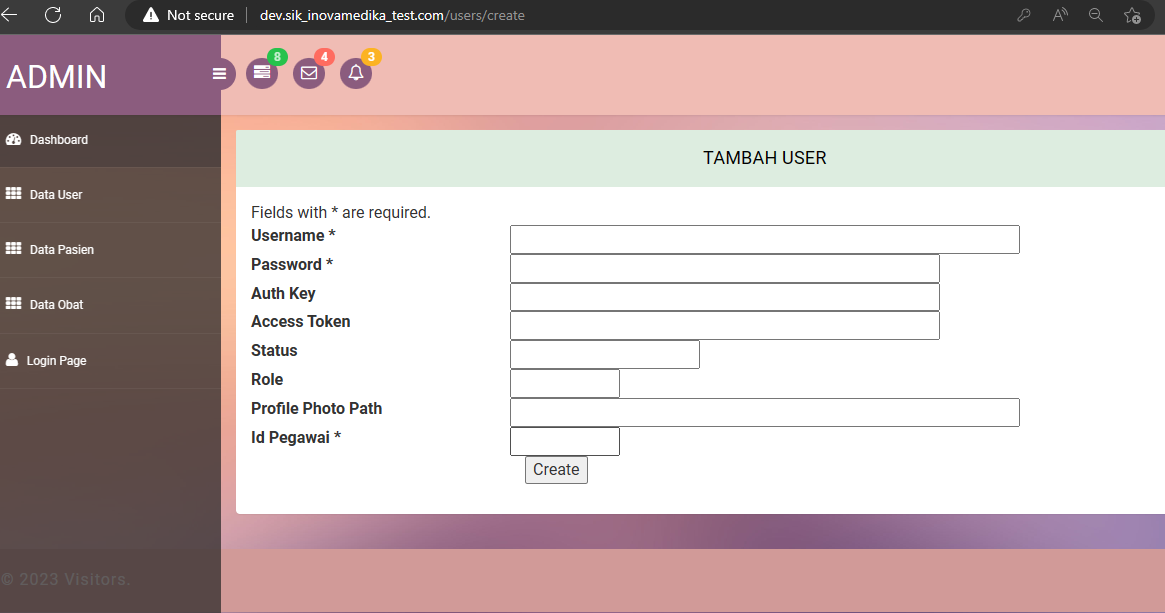 Not secure
dev.sik_inovamedika_test.com/users/create
ADMIN
8
4
3
Dashboard
Data User
Data Pasien
Data Obat
Login Page
TAMBAH USER
Fields with * are required.
Username *
Password *
Auth Key
Access Token
Status
Role
Profile Photo Path
Id Pegawai *
Create
© 2023 Visitors.